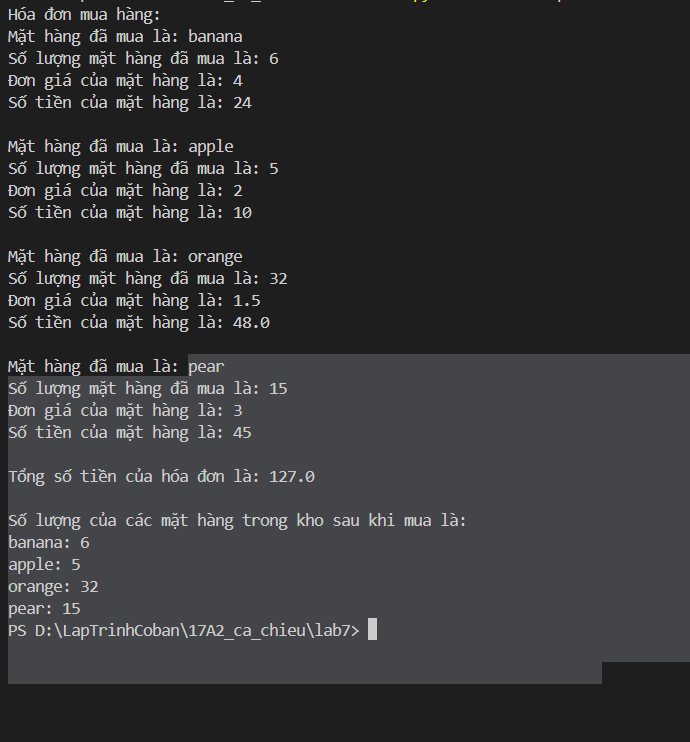 Hóa đơn mua hàng:
Mặt hàng đã mua là: banana
Số lượng mặt hàng đã mua là: 6
Đơn giá của mặt hàng là: 4
Số tiền của mặt hàng là: 24
Mặt hàng đã mua là: apple
Số lượng mặt hàng đã mua là: 5
Đơn giá của mặt hàng là: 2
Số tiền của mặt hàng là: 10
Mặt hàng đã mua là: orange
Số lượng mặt hàng đã mua là: 32
Đơn giá của mặt hàng là: 1.5
Số tiền của mặt hàng là: 48.0
Mặt hàng đã mua là: pear
Số lượng mặt hàng đã mua là: 15
Đơn giá của mặt hàng là: 3
Số tiền của mặt hàng là: 45
Tổng số tiền của hóa đơn là: 127.0
Số lượng của các mặt hàng trong kho sau khi mua là:
banana: 6
apple: 5
orange: 32
pear: 15
PS D:\LapTrinhCoban\17A2_ca_chieu\lab7>